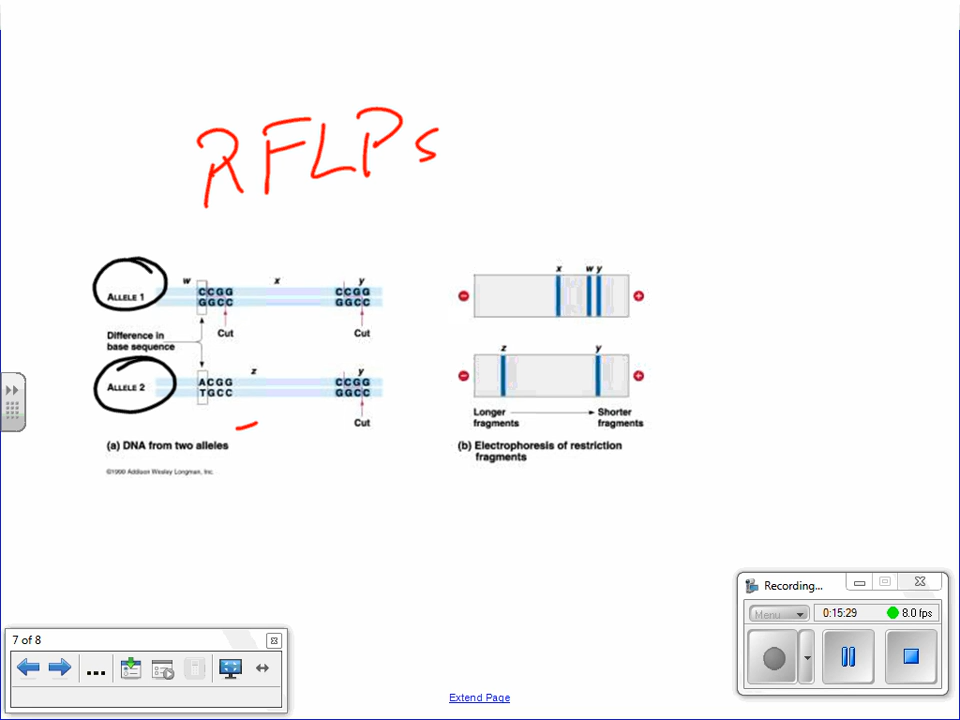 RFLPs
w x y
CCGG CCGG
ALLELE 1
GGCC GGCC
Cut Cut
Difference in
base sequence
z y
ACGG CCGG
ALLELE 2
TGCC GGCC
Cut
(a) DNA from two alleles
©1999 Addison Wesley Longman, Inc.
x w y
− +
z y
− +
Longer Shorter
fragments fragments
(b) Electrophoresis of restriction
fragments
Recording...
Menu 0:15:29 8.0 fps
7 of 8
...
Extend Page